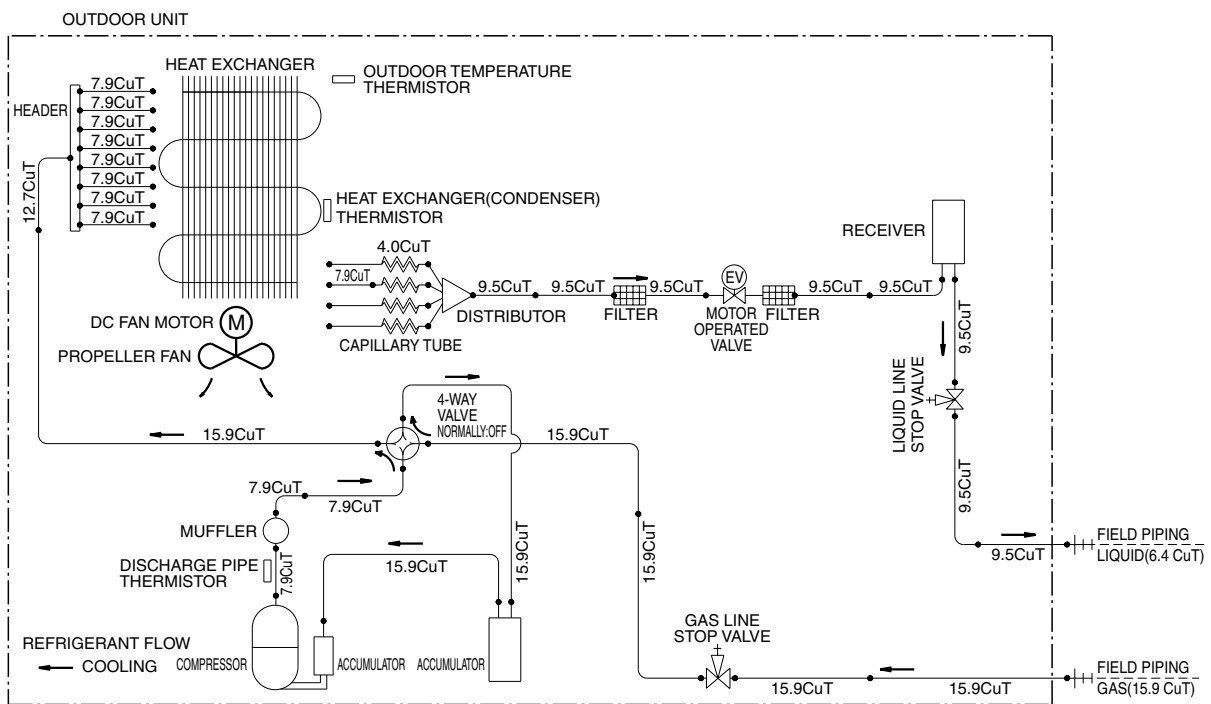 OUTDOOR UNIT
HEAT EXCHANGER
OUTDOOR TEMPERATURE
THERMISTOR
HEADER
7.9CuT
7.9CuT
7.9CuT
7.9CuT
7.9CuT
7.9CuT
7.9CuT
7.9CuT
12.7CuT
HEAT EXCHANGER(CONDENSER)
THERMISTOR
RECEIVER
4.0CuT
7.9CuT
CAPILLARY TUBE
DISTRIBUTOR
9.5CuT
9.5CuT
FILTER
9.5CuT
EV
MOTOR
OPERATED
VALVE
FILTER
9.5CuT
9.5CuT
9.5CuT
LIQUID LINE
STOP VALVE
9.5CuT
9.5CuT
FIELD PIPING
LIQUID(6.4 CuT)
DC FAN MOTOR
M
PROPELLER FAN
4-WAY
VALVE
NORMALLY:OFF
15.9CuT
15.9CuT
7.9CuT
7.9CuT
MUFFLER
DISCHARGE PIPE
THERMISTOR
7.9CuT
15.9CuT
15.9CuT
15.9CuT
REFRIGERANT FLOW
COOLING
COMPRESSOR
ACCUMULATOR
ACCUMULATOR
GAS LINE
STOP VALVE
15.9CuT
15.9CuT
FIELD PIPING
GAS(15.9 CuT)